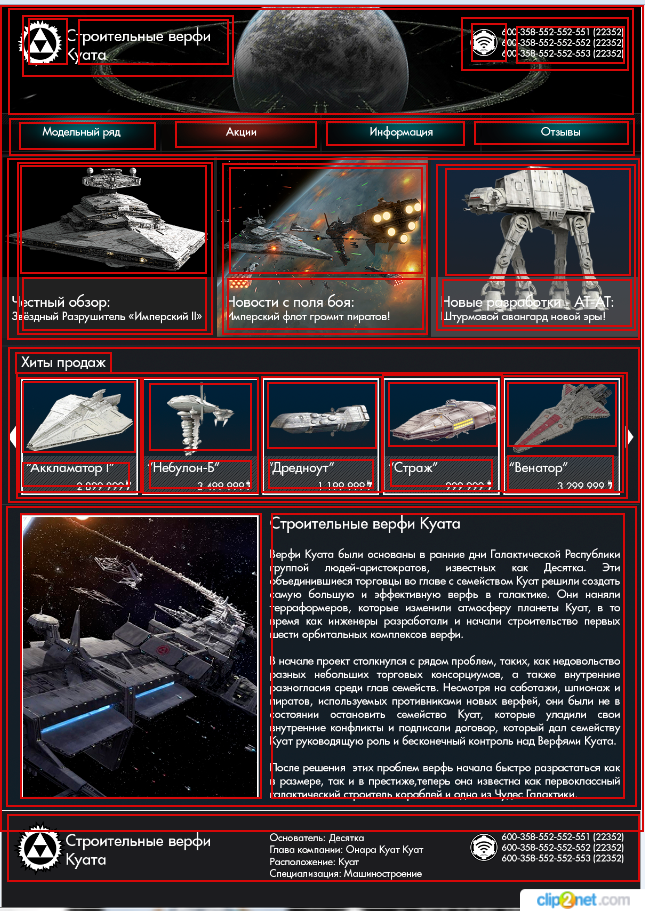 Строительные верфи
Куата
600-358-552-552-551 (22352)
600-358-552-552-552 (22352)
600-358-552-552-553 (22352)
Модельный ряд
Акции
Информация
Отзывы
Честный обзор:
Звёздный Разрушитель «Имперский II»
Новости с поля боя:
Имперский флот громит пиратов!
Новые разработки - AT-AT:
Штурмовой авангард новой эры!
Хиты продаж
"Аккламатор I"
2 899 999
"Небулон-Б"
3 499 999
"Дредноут"
1 199 999
"Страж"
999 999
"Венатор"
3 299 999
Строительные верфи Куата
Верфи Куата были основаны в ранние дни Галактической Республики
группой людей-аристократов, известных как Десятка. Эти
объединившиеся торговцы во главе с семейством Куат решили создать
самую большую и эффективную верфь в галактике. Они наняли
терраформеров, которые изменили атмосферу планеты Куат, в то
время как инженеры разработали и начали строительство первых
шести орбитальных комплексов верфи.
В начале проект столкнулся с рядом проблем, таких, как недовольство
разных небольших торговых консорциумов, а также внутренние
разногласия среди глав семейств. Несмотря на саботажи, шпионаж и
пиратов, используемых противниками новых верфей, они были не в
состоянии остановить семейство Куат, которые уладили свои
внутренние конфликты и подписали договор, который дал семейству
Куат руководящую роль и бесконечный контроль над Верфями Куата.
После решения этих проблем верфь начала быстро разрастаться как
в размере, так и в престиже,теперь она известна как первоклассный
галактический строитель кораблей и одно из Чудес Галактики.
Строительные верфи
Куата
Основатель: Десятка
Глава компании: Онара Куат Куат
Расположение: Куат
Специализация: Машиностроение
600-358-552-552-551 (22352)
600-358-552-552-552 (22352)
600-358-552-552-553 (22352)
clip2net.com